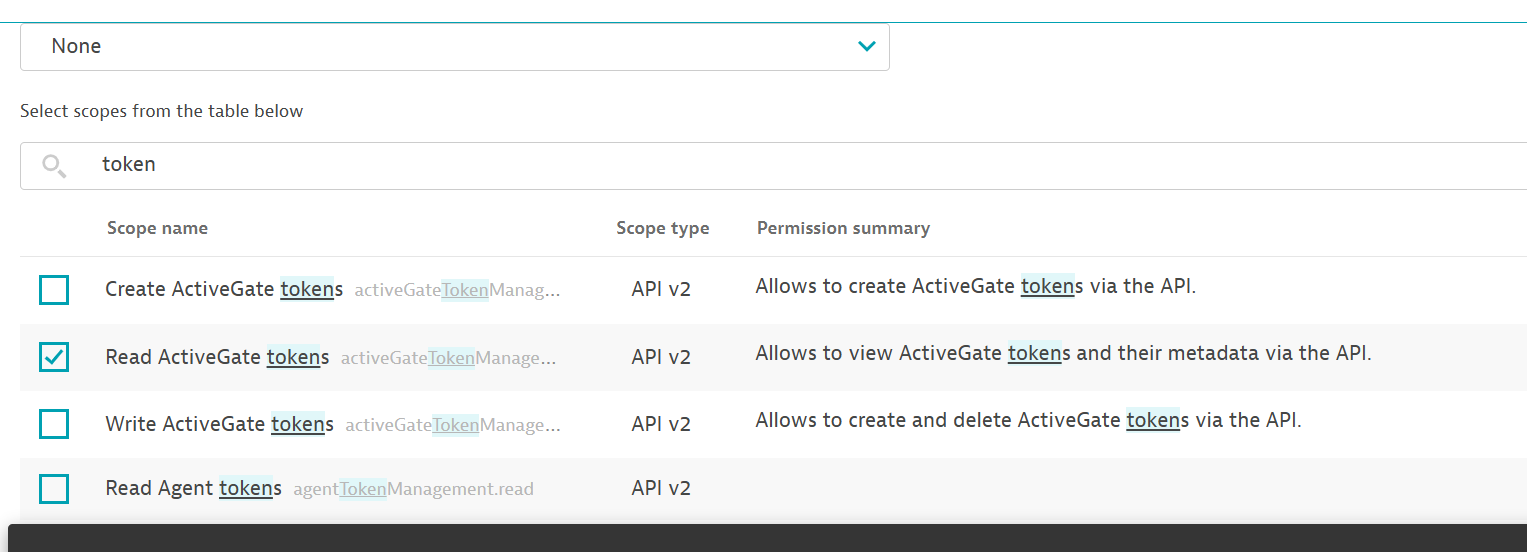 None
Select scopes from the table below
token
Scope name Scope type Permission summary
Create ActiveGate tokens activeGateTokenManag... API v2 Allows to create ActiveGate tokens via the API.
Read ActiveGate tokens activeGateTokenManage... API v2 Allows to view ActiveGate tokens and their metadata via the API.
Write ActiveGate tokens activeGateTokenManage... API v2 Allows to create and delete ActiveGate tokens via the API.
Read Agent tokens agentTokenManagement.read API v2